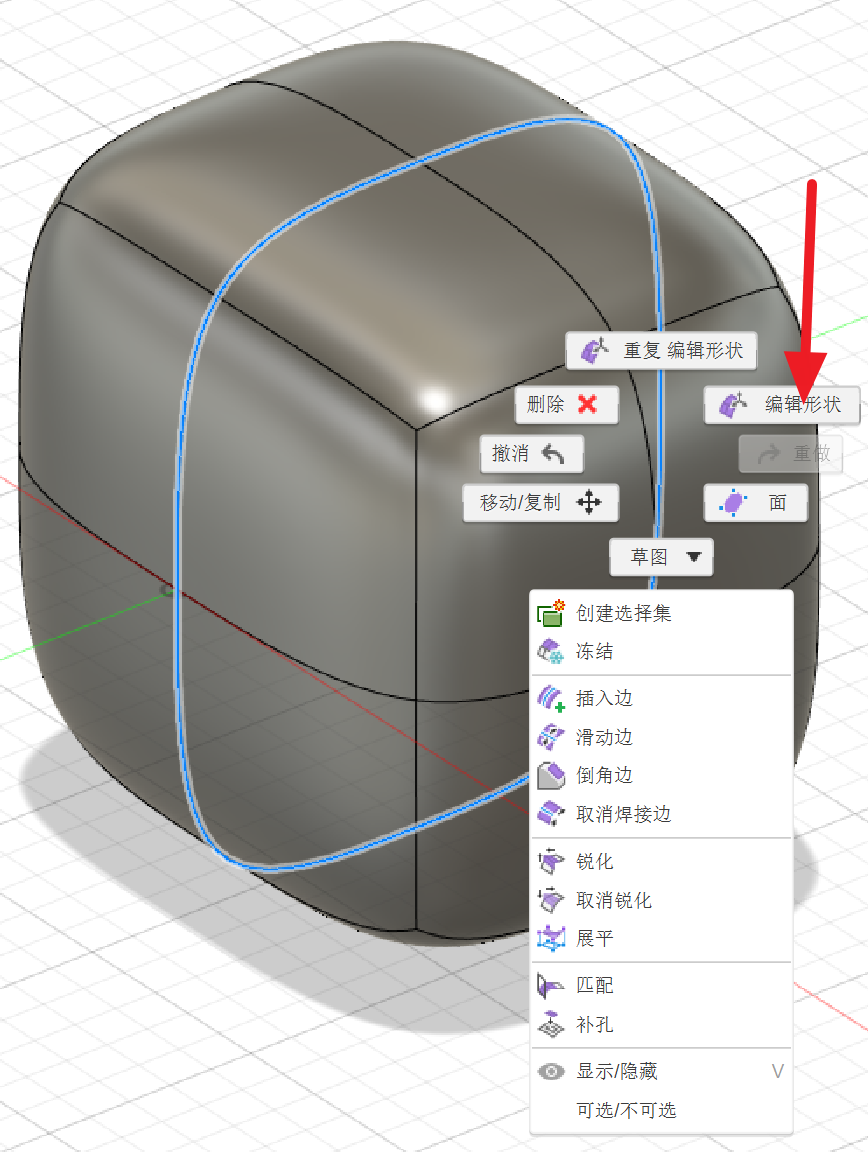 重复 编辑形状
删除
编辑形状
撤消
重做
移动/复制
面
草图
创建选择集
冻结
插入边
滑动边
倒角边
取消焊接边
锐化
取消锐化
展平
匹配
补孔
显示/隐藏 V
可选/不可选